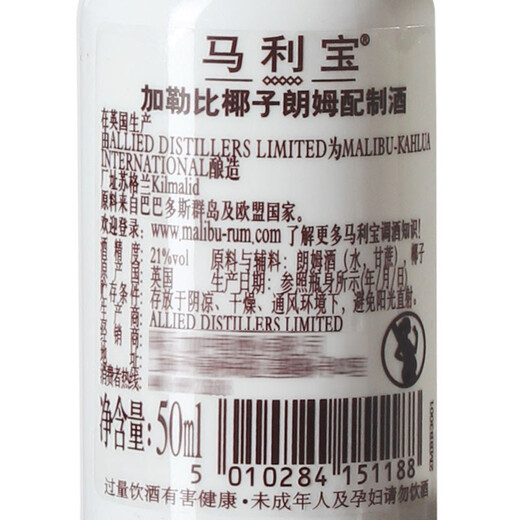 马利宝®
加勒比椰子朗姆配制酒
在英国生产
由ALLIED DISTILLERS LIMITED为MALIBU-KAHLUA
INTERNATIONAL酿造
厂址苏格兰Kilmalid
原料来自巴巴多斯群岛及欧盟国家。
欢迎登录：www.malibu-rum.com 了解更多马利宝调酒知识！
酒精度：21%vol 原料与辅料：朗姆酒（水，甘蔗），椰子
原产国：英国 生产日期：参照瓶身所示(年/月/日)
贮存条件：存放于阴凉、干燥、通风环境下，避免阳光直射。
生产商：ALLIED DISTILLERS LIMITED
经销商：
地址：
消费者热线：
净含量:50ml
5 010284 151188
ZMBB3001
过量饮酒有害健康·未成年人及孕妇请勿饮酒